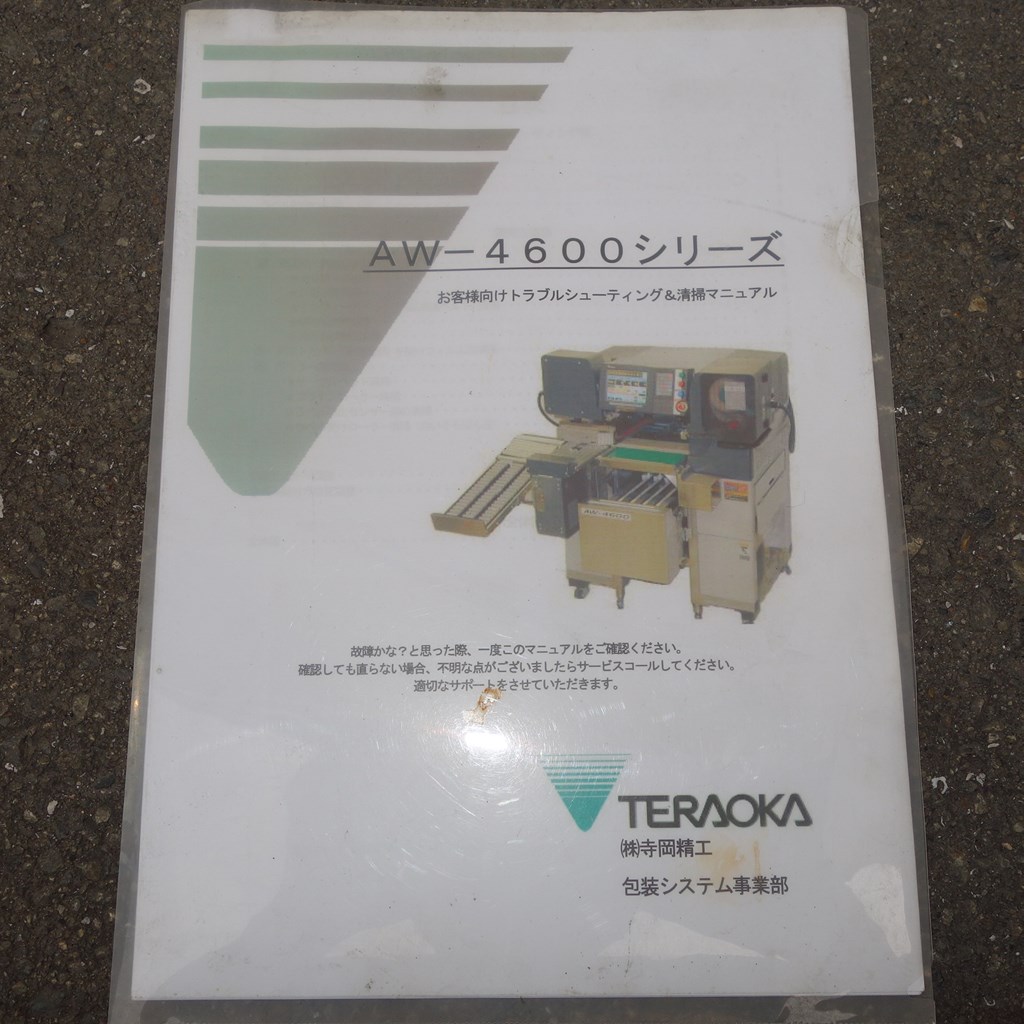 AW－４６００シリーズ
お客様向けトラブルシューティング＆清掃マニュアル
AW-4600
故障かな？と思った際、一度このマニュアルをご確認ください。
確認しても直らない場合、不明な点がございましたらサービスコールしてください。
適切なサポートをさせていただきます。
TERAOKA
㈱寺岡精工
包装システム事業部